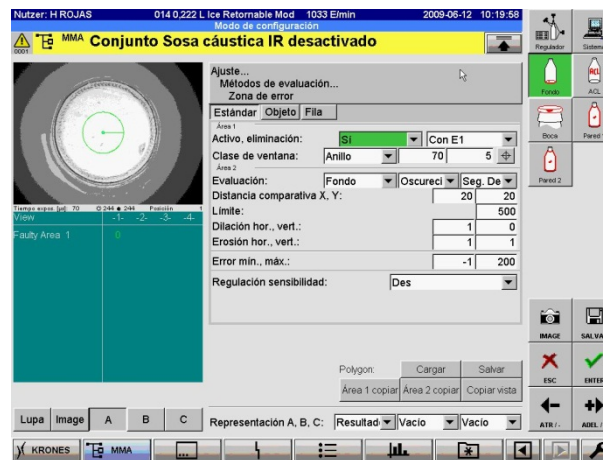 Nutzer: H ROJAS 014 0,222 L Ice Retornable Mod 1033 E/min 2009-06-12 10:19:58
Modo de configuración
0001 MMA Conjunto Sosa cáustica IR desactivado
Regulador
Fondo ACL
Boca Pared 1
Pared 2
Ajuste...
Métodos de evaluación...
Zona de error
Estándar Objeto Fila
Área 1
Activo, eliminación: Sí Con E1
Clase de ventana: Anillo 70 5
Área 2
Evaluación: Fondo Oscureci Seg. De
Distancia comparativa X, Y: 20 20
Límite: 500
Dilación hor., vert.: 1 0
Erosión hor., vert.: 1 1
Error mín., máx.: -1 200
Regulación sensibilidad: Des
Tiempo expos. [µs]: 70 244 244 Posición 1
View -1- -2- -3- -4-
Faulty Area 1 0
Polygon: Cargar Salvar
Área 1 copiar Área 2 copiar Copiar vista
Lupa Image A B C
Representación A, B, C: Resultad Vacío Vacío
IMAGE
ESC ENTER
ATR / -
KRONES MMA ...